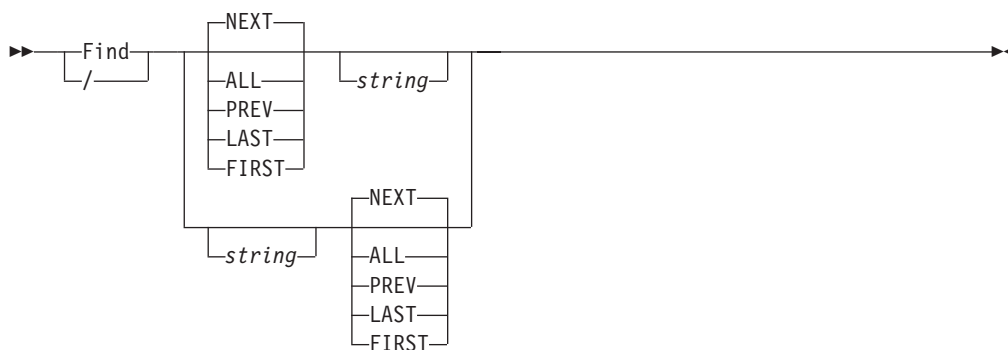 NEXT
Find
/
ALL
string
PREV
LAST
FIRST
NEXT
string
ALL
PREV
LAST
FIRST